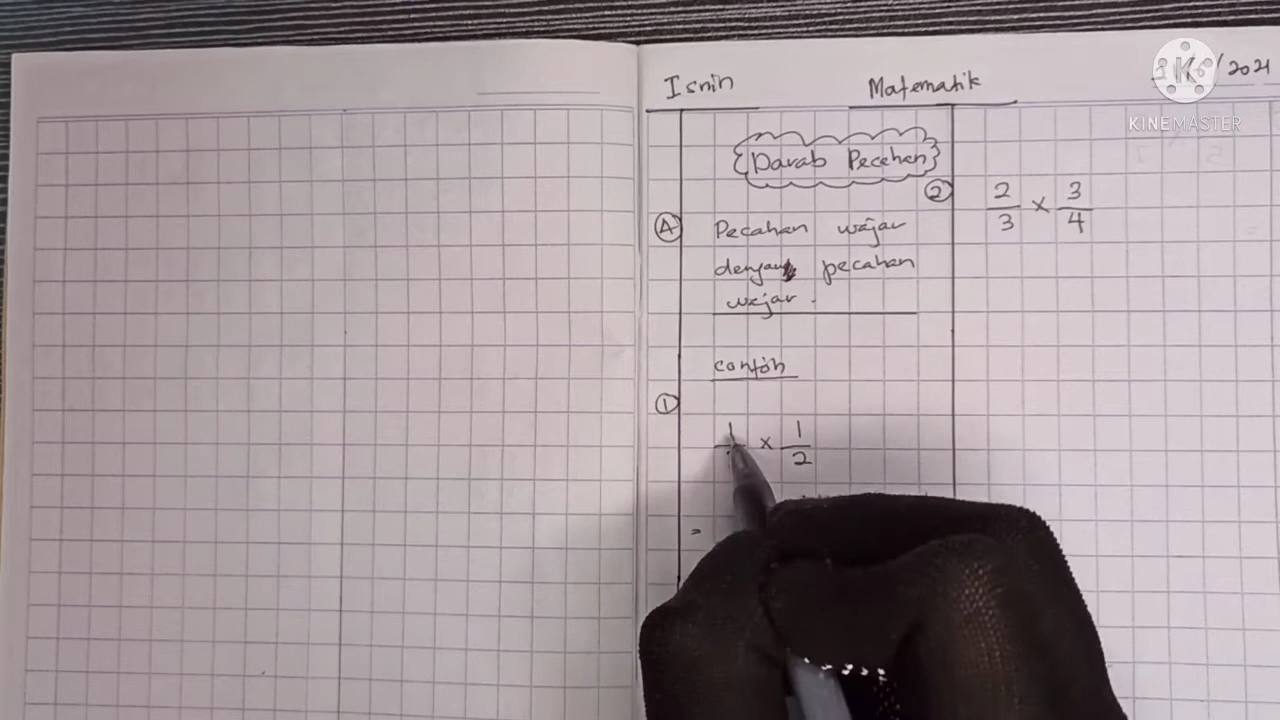 Isnin Matematik /2021
KINEMASTER
Darab Pecahan
A Pecahan wajar
dengan pecahan
wajar.
contoh
1
1 × 1/2
=
2 2/3 × 3/4